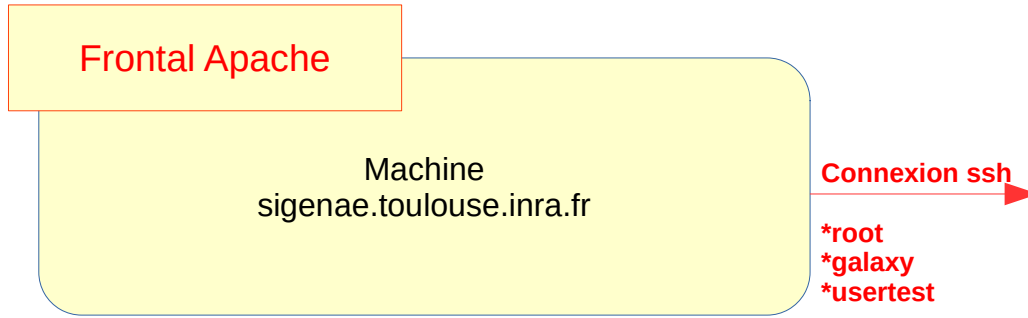 Frontal Apache
Machine
sigenae.toulouse.inra.fr
Connexion ssh
*root
*galaxy
*usertest